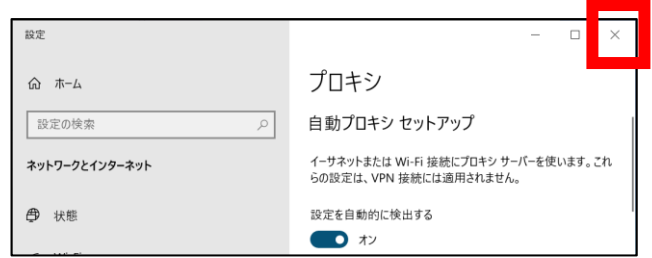 設定
ホーム
設定の検索
ネットワークとインターネット
状態
プロキシ
自動プロキシ セットアップ
イーサネットまたは Wi-Fi 接続にプロキシ サーバーを使います。これ
らの設定は、VPN 接続には適用されません。
設定を自動的に検出する
オン